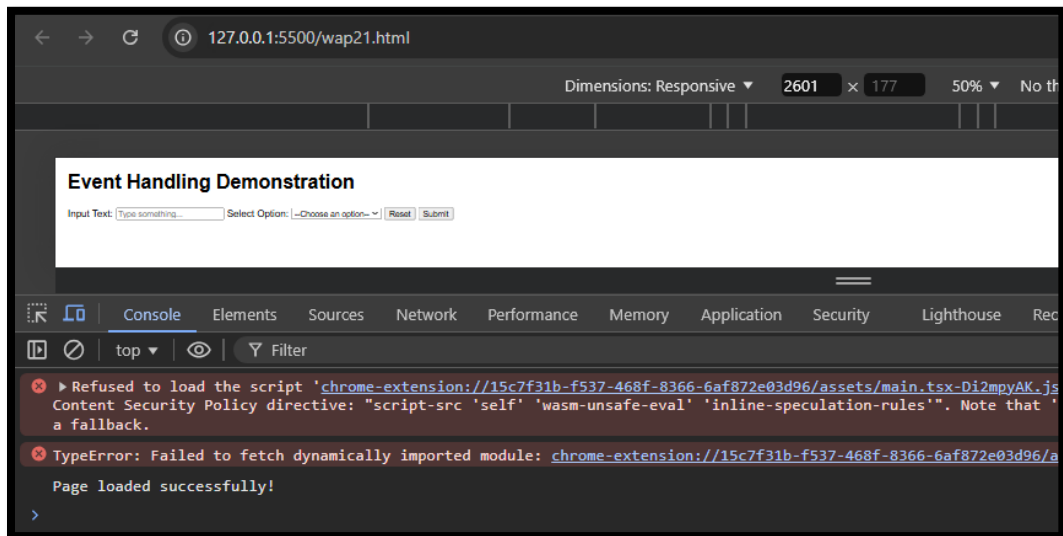 127.0.0.1:5500/wap21.html
Dimensions: Responsive 2601 × 177 50% No th
Event Handling Demonstration
Input Text: Type something... Select Option: --Choose an option-- Reset Submit
Console Elements Sources Network Performance Memory Application Security Lighthouse Rec
top Filter
Refused to load the script 'chrome-extension://15c7f31b-f537-468f-8366-6af872e03d96/assets/main.tsx-Di2mpyAK.js
Content Security Policy directive: "script-src 'self' 'wasm-unsafe-eval' 'inline-speculation-rules'". Note that '
a fallback.
TypeError: Failed to fetch dynamically imported module: chrome-extension://15c7f31b-f537-468f-8366-6af872e03d96/a
Page loaded successfully!